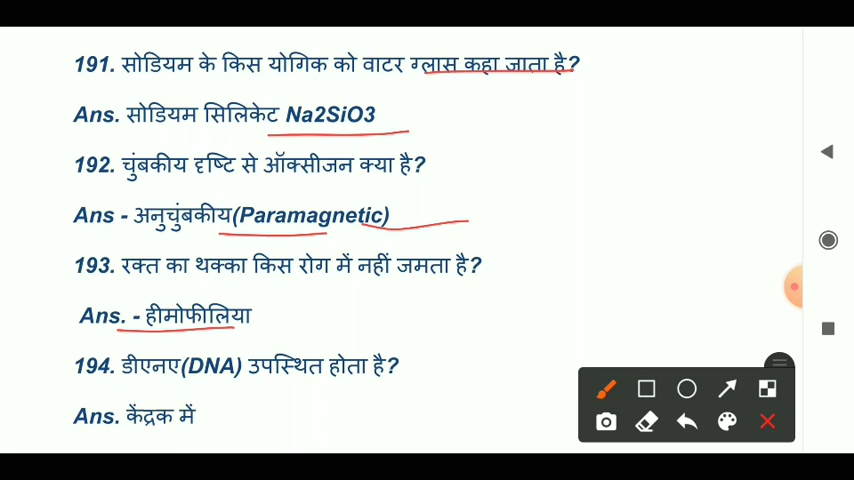 191. सोडियम के किस योगिक को वाटर ग्लास कहा जाता है?
Ans. सोडियम सिलिकेट Na2SiO3
192. चुंबकीय दृष्टि से ऑक्सीजन क्या है?
Ans - अनुचुंबकीय(Paramagnetic)
193. रक्त का थक्का किस रोग में नहीं जमता है?
Ans. - हीमोफीलिया
194. डीएनए(DNA) उपस्थित होता है?
Ans. केंद्रक में